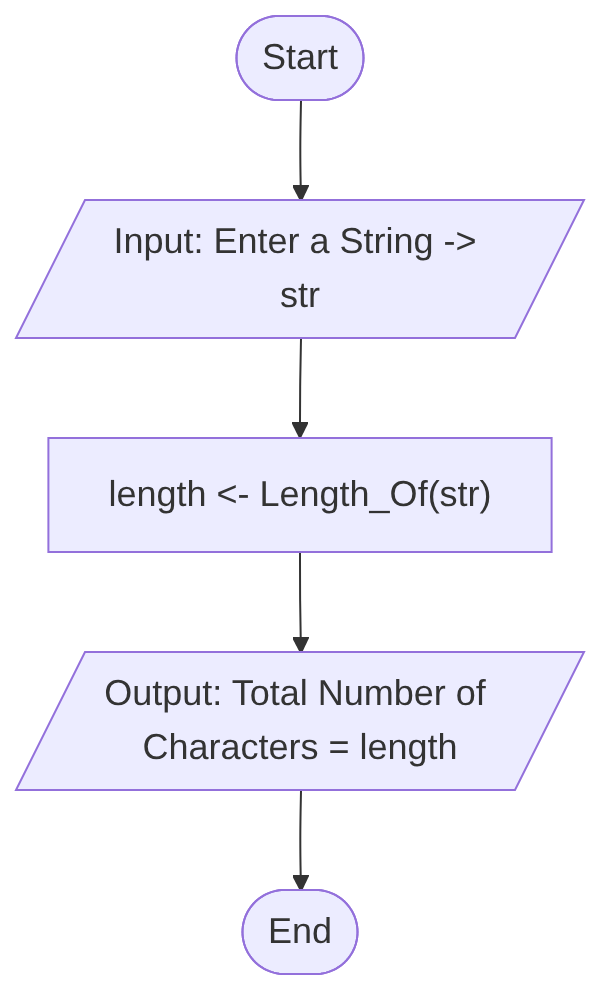 Start
Input: Enter a String ->
str
length <- Length_Of(str)
Output: Total Number of
Characters = length
End